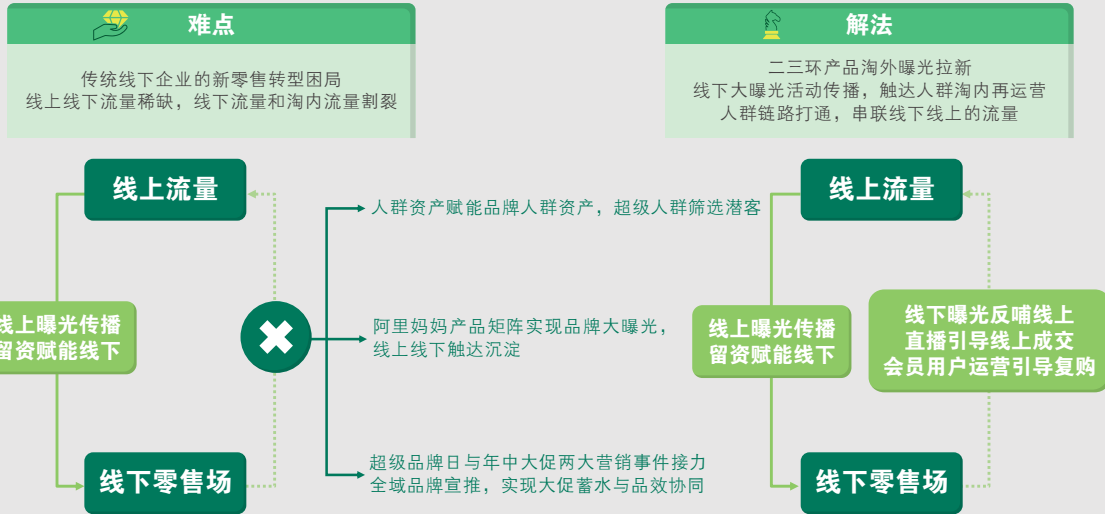 难点
传统线下企业的新零售转型困局
线上线下流量稀缺，线下流量和淘内流量割裂
线上流量
线上曝光传播
留资赋能线下
线下零售场
人群资产赋能品牌人群资产，超级人群筛选潜客
阿里妈妈产品矩阵实现品牌大曝光，
线上线下触达沉淀
超级品牌日与年中大促两大营销事件接力
全域品牌宣推，实现大促蓄水与品效协同
解法
二三环产品淘外曝光拉新
线下大曝光活动传播，触达人群淘内再运营
人群链路打通，串联线下线上的流量
线上流量
线上曝光传播
留资赋能线下
线下曝光反哺线上
直播引导线上成交
会员用户运营引导复购
线下零售场